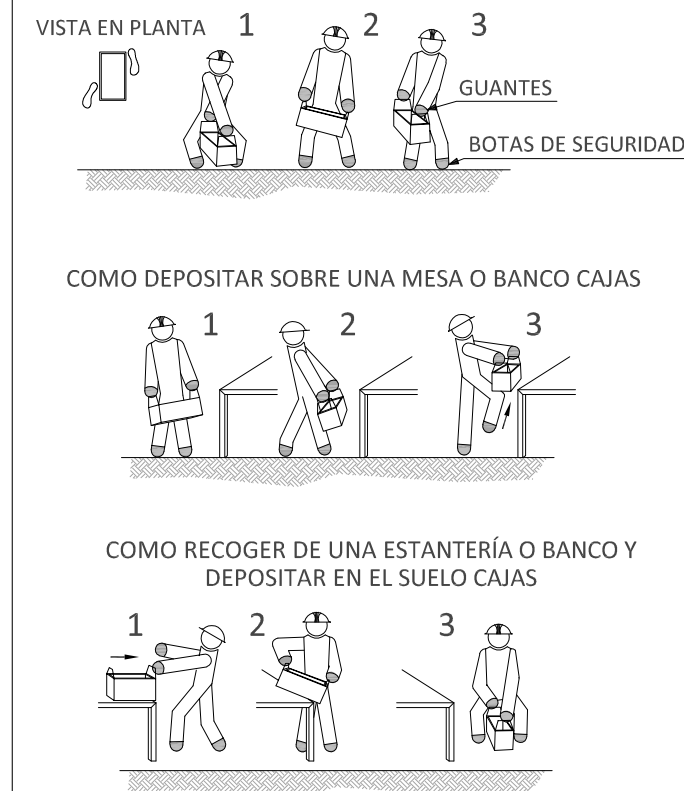 VISTA EN PLANTA 1 2 3
GUANTES
BOTAS DE SEGURIDAD
COMO DEPOSITAR SOBRE UNA MESA O BANCO CAJAS
1 2 3
COMO RECOGER DE UNA ESTANTERÍA O BANCO Y
DEPOSITAR EN EL SUELO CAJAS
1 2 3